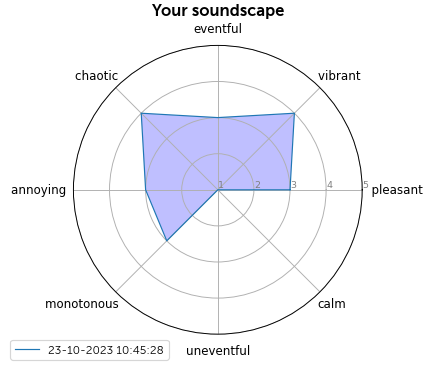 Your soundscape
eventful
chaotic
vibrant
annoying
1 2 3 4 5
pleasant
monotonous
calm
uneventful
23-10-2023 10:45:28